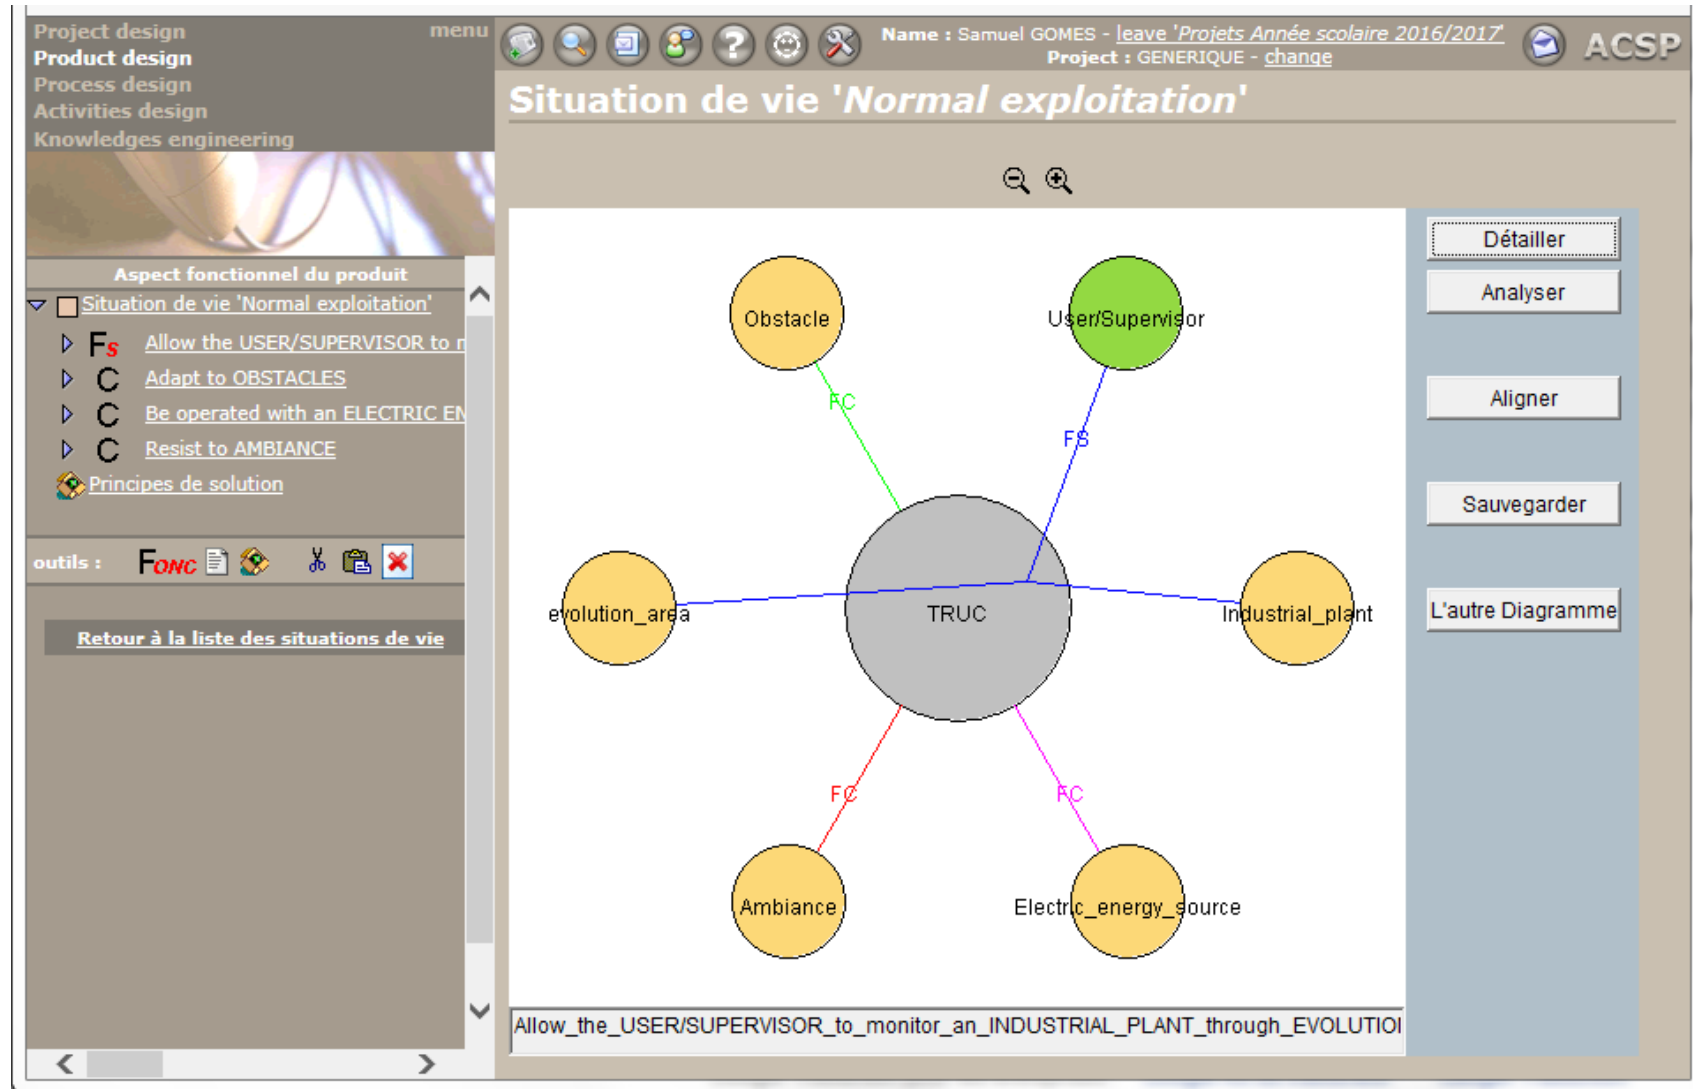 Project design
menu
Product design
Process design
Activities design
Knowledges engineering
Name : Samuel GOMES - leave 'Projets Année scolaire 2016/2017'
Project : GENERIQUE - change
ACSP
Situation de vie 'Normal exploitation'
Aspect fonctionnel du produit
Situation de vie 'Normal exploitation'
Fs Allow the USER/SUPERVISOR to
C Adapt to OBSTACLES
C Be operated with an ELECTRIC
C Resist to AMBIANCE
Principes de solution
outils : FONC
Retour à la liste des situations de vie
Obstacle
User/Supervisor
FC
FS
evolution_area
TRUC
Industrial_plant
FC
FC
Ambiance
Electric_energy_source
Allow_the_USER/SUPERVISOR_to_monitor_an_INDUSTRIAL_PLANT_through_EVOLUTIO
Détailler
Analyser
Aligner
Sauvegarder
L'autre Diagramme